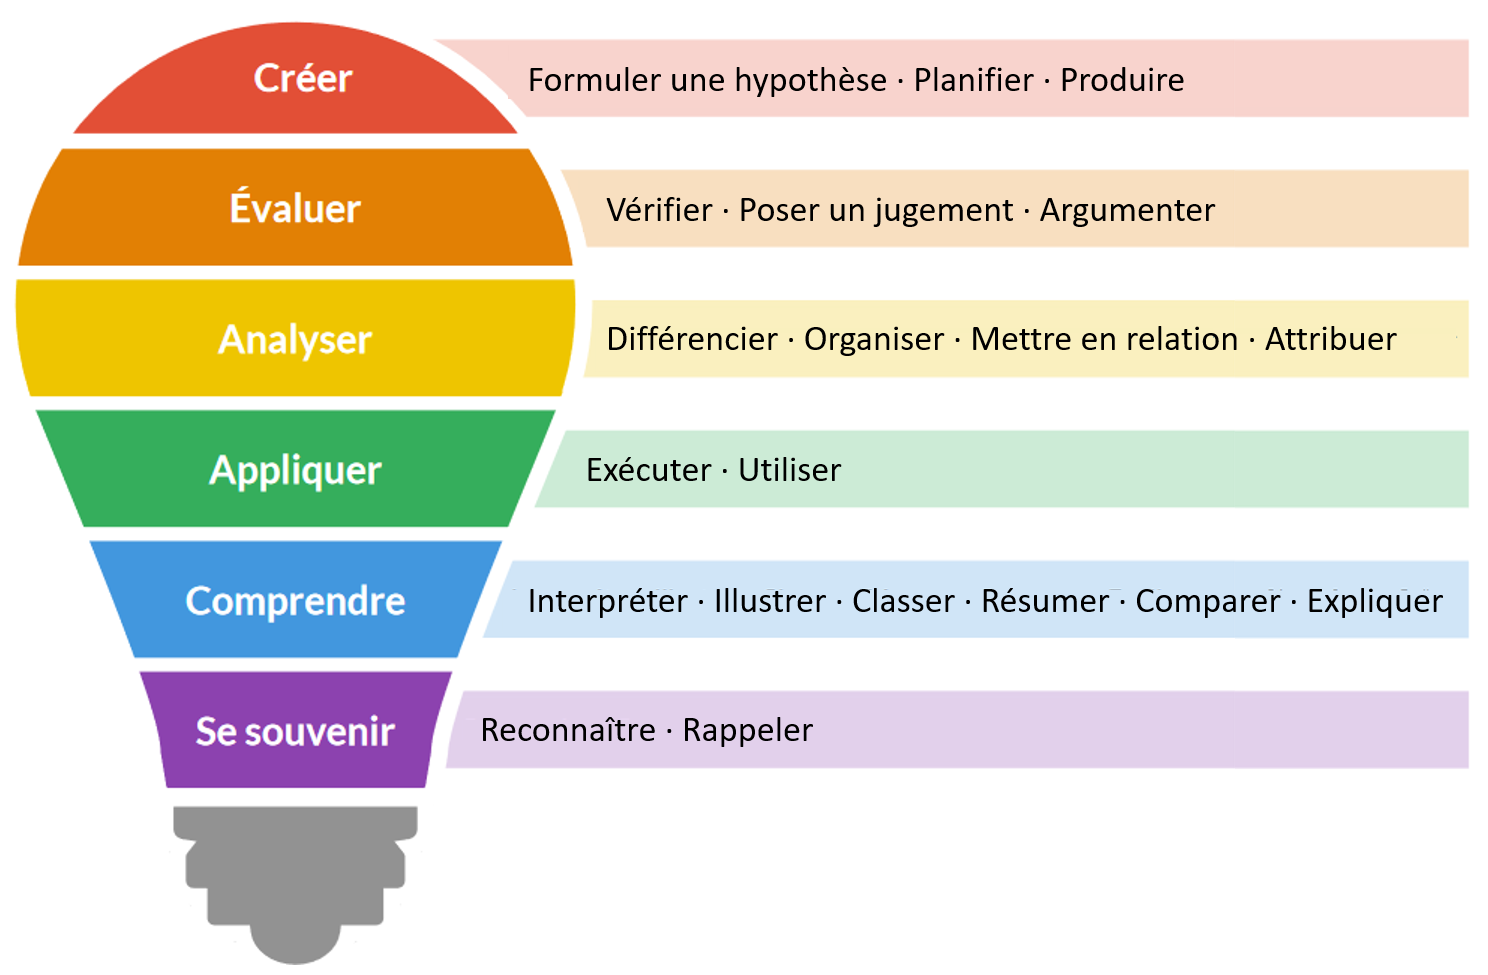 Créer
Formuler une hypothèse · Planifier · Produire
Évaluer
Vérifier · Poser un jugement · Argumenter
Analyser
Différencier · Organiser · Mettre en relation · Attribuer
Appliquer
Exécuter · Utiliser
Comprendre
Interpréter · Illustrer · Classer · Résumer · Comparer · Expliquer
Se souvenir
Reconnaître · Rappeler